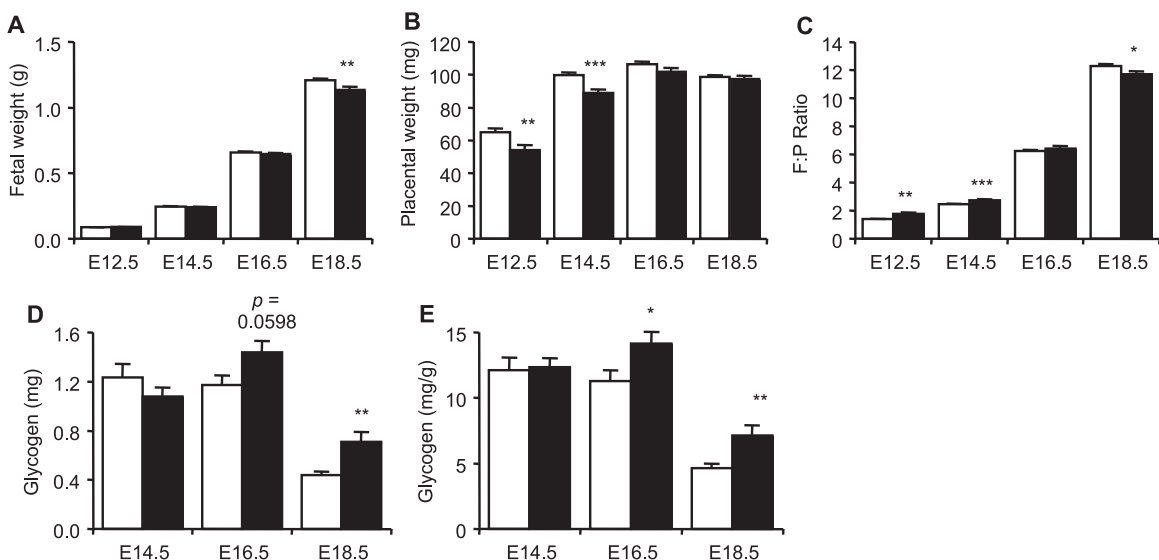 A
Fetal weight (g)
1.5
1.0
0.5
0.0
**
E12.5 E14.5 E16.5 E18.5
B
Placental weight (mg)
120
100
80
60
40
20
0
**
***
E12.5 E14.5 E16.5 E18.5
C
F:P Ratio
14
12
10
8
6
4
2
0
**
***
*
E12.5 E14.5 E16.5 E18.5
D
Glycogen (mg)
1.6
1.2
0.8
0.4
0.0
p =
0.0598
**
E14.5 E16.5 E18.5
E
Glycogen (mg/g)
15
10
5
0
*
**
E14.5 E16.5 E18.5